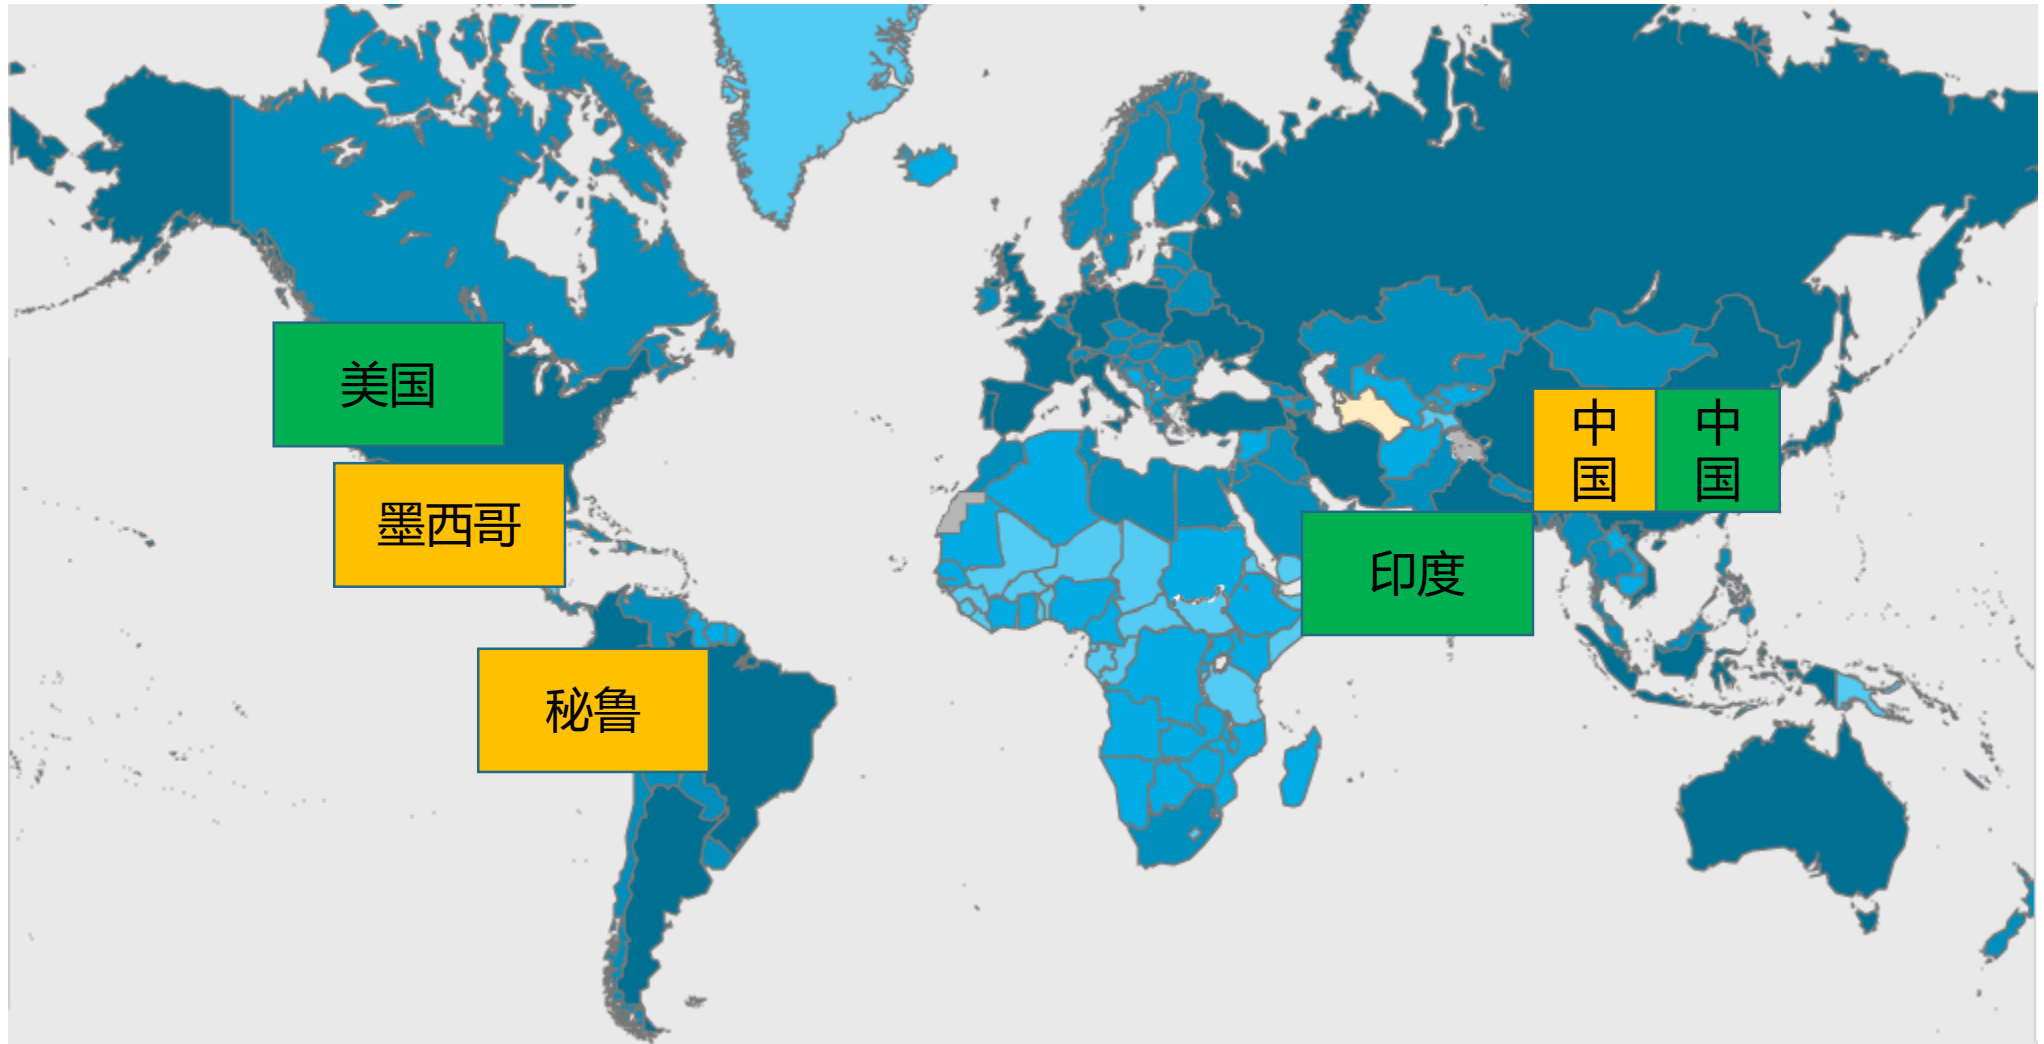 美国
中
国
中
国
墨西哥
印度
秘鲁